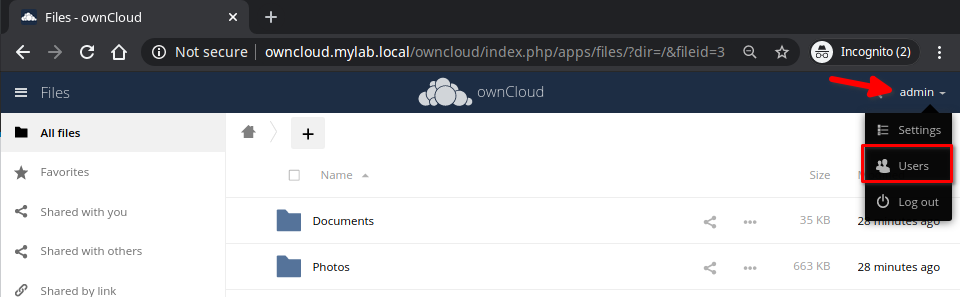 Files - ownCloud
Not secure owncloud.mylab.local/owncloud/index.php/apps/files/?dir=/&fileid=3 Incognito (2)
Files ownCloud admin
All files
Favorites
Shared with you
Shared with others
Shared by link
Name Size
Documents 35 KB 28 minutes ago
Photos 663 KB 28 minutes ago
Settings
Users
Log out